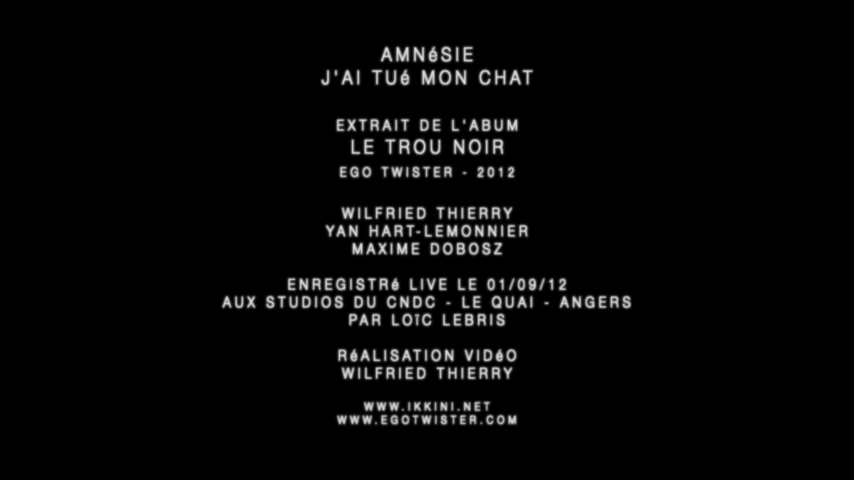 AMNéSIE
J'AI TUé MON CHAT
EXTRAIT DE L'ABUM
LE TROU NOIR
EGO TWISTER - 2012
WILFRIED THIERRY
YAN HART-LEMONNIER
MAXIME DOBOSZ
ENREGISTRé LIVE LE 01/09/12
AUX STUDIOS DU CNDC - LE QUAI - ANGERS
PAR LOÏC LEBRIS
RéALISATION VIDéO
WILFRIED THIERRY
WWW.IKKINI.NET
WWW.EGOTWISTER.COM